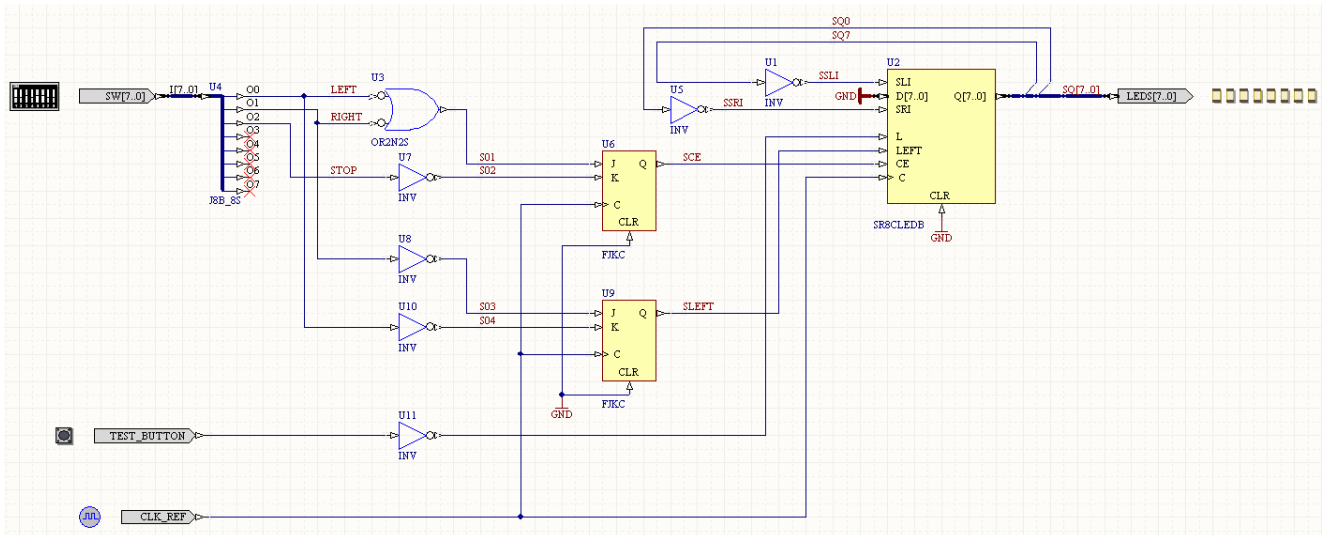 SQ0
SQ7
U1
U2
SSLI
INV
SLI
GND
D[7..0]
Q[7..0]
SQ[7..0]
LEDS[7..0]
U5
SSRI
SRI
INV
L
LEFT
CE
C
CLR
SR8CLEDB
GND
SW[7..0]
I[7..0]
U4
O0
O1
O2
O3
O4
O5
O6
O7
J8B_8S
LEFT
RIGHT
STOP
U3
OR2N2S
U7
INV
S01
S02
U6
J
Q
K
C
CLR
FJKC
SCE
U8
INV
U10
INV
S03
S04
U9
J
Q
K
C
CLR
FJKC
SLEFT
GND
TEST_BUTTON
U11
INV
CLK_REF